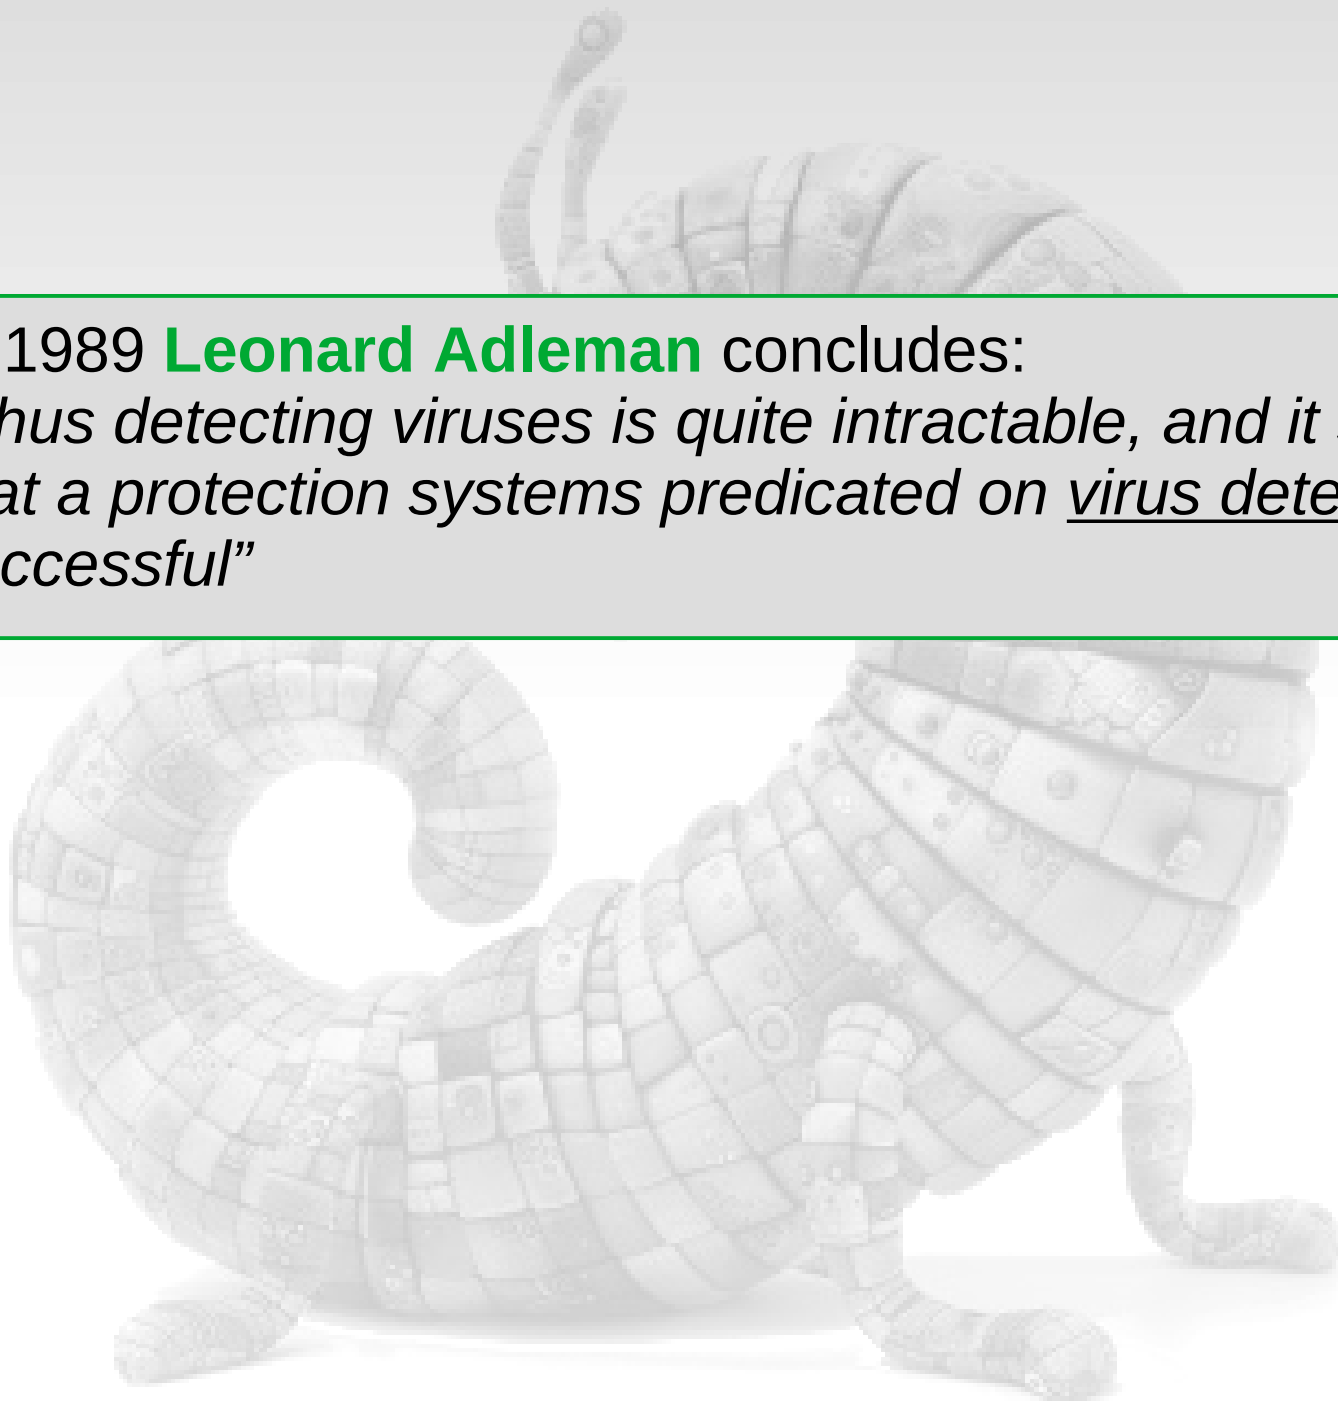 1989 Leonard Adleman concludes:
hus detecting viruses is quite intractable, and it
at a protection systems predicated on virus dete
ccessful”